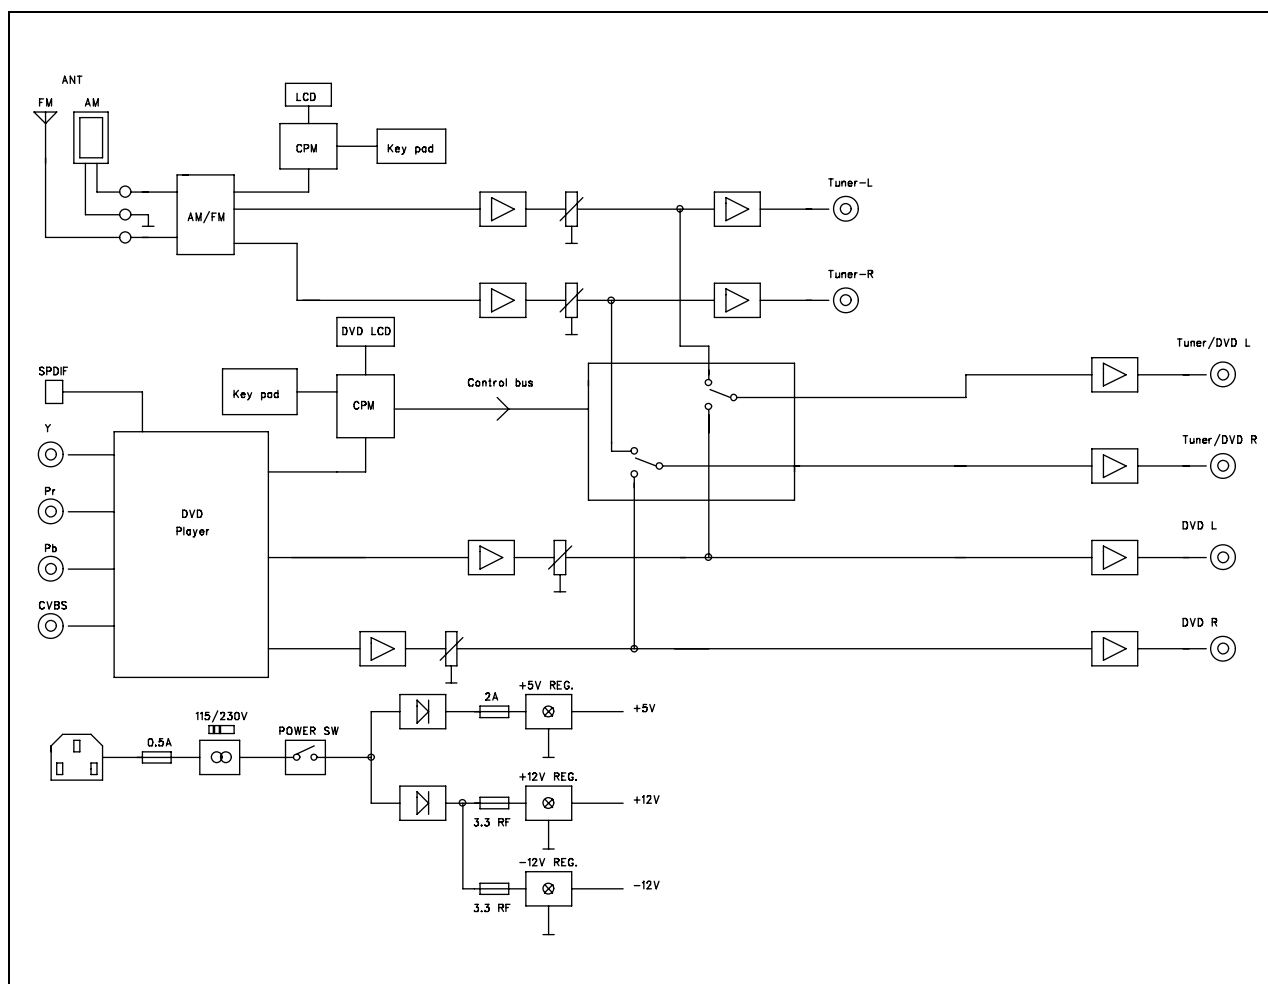 ANT
FM
AM
LCD
CPM
Key pad
AM/FM
Tuner-L
Tuner-R
DVD LCD
Key pad
CPM
Control bus
SPDIF
Y
Pr
Pb
CVBS
DVD
Player
Tuner/DVD L
Tuner/DVD R
DVD L
DVD R
0.5A
115/230V
POWER SW
2A
+5V REG.
+5V
+12V REG.
+12V
3.3 RF
-12V REG.
-12V
3.3 RF